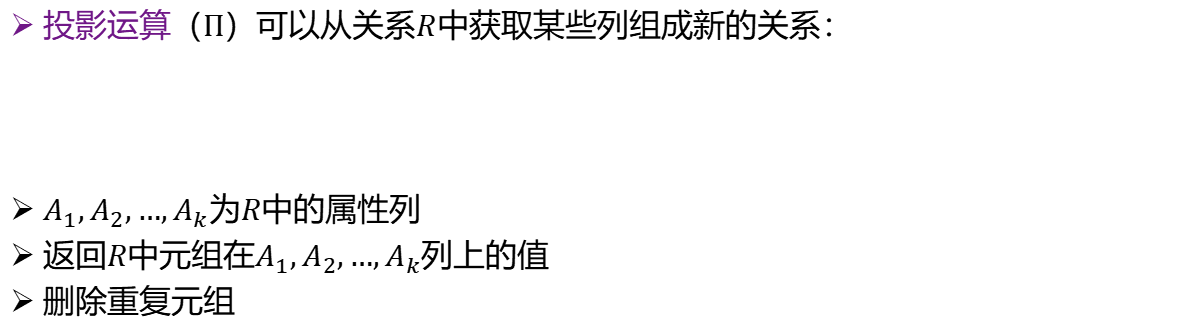 ➢ 投影运算（Π）可以从关系R中获取某些列组成新的关系：
➢ A₁, A₂, …, Aₖ为R中的属性列
➢ 返回R中元组在A₁, A₂, …, Aₖ列上的值
➢ 删除重复元组